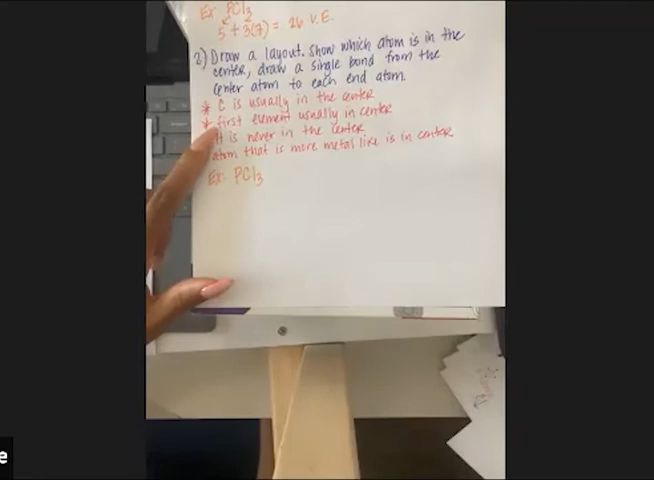 Ex: PCl3
5 + 3(7) = 26 V.E.
2) Draw a layout. Show which atom is in the
center, draw a single bond from the
center atom to each end atom.
* C is usually in the center
* first element usually in center
H is never in the center
atom that is more metal like is in center
Ex: PCl3
e